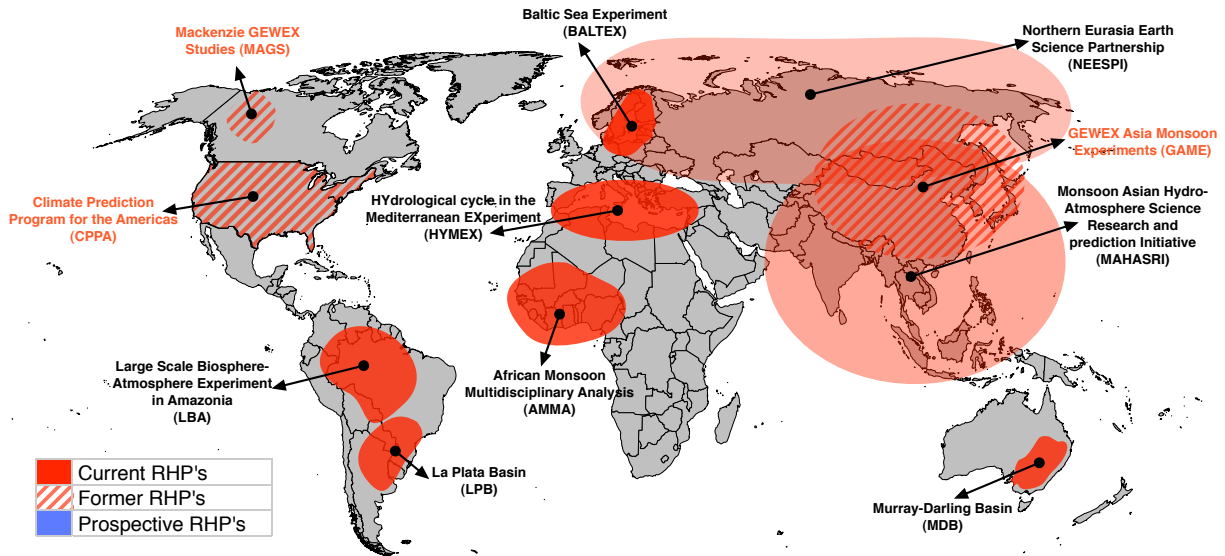 Baltic Sea Experiment
(BALTEX)
Mackenzie GEWEX
Studies (MAGS)
Northern Eurasia Earth
Science Partnership
(NEESPI)
GEWEX Asia Monsoon
Experiments (GAME)
Climate Prediction
Program for the Americas
(CPPA)
HYdrological cycle in the
Mediterranean EXperiment
(HYMEX)
Monsoon Asian Hydro-
Atmosphere Science
Research and
prediction Initiative
(MAHASRI)
Large Scale Biosphere-
Atmosphere Experiment
in Amazonia
(LBA)
African Monsoon
Multidisciplinary Analysis
(AMMA)
La Plata Basin
(LPB)
Murray-Darling Basin
(MDB)
Current RHP's
Former RHP's
Prospective RHP's